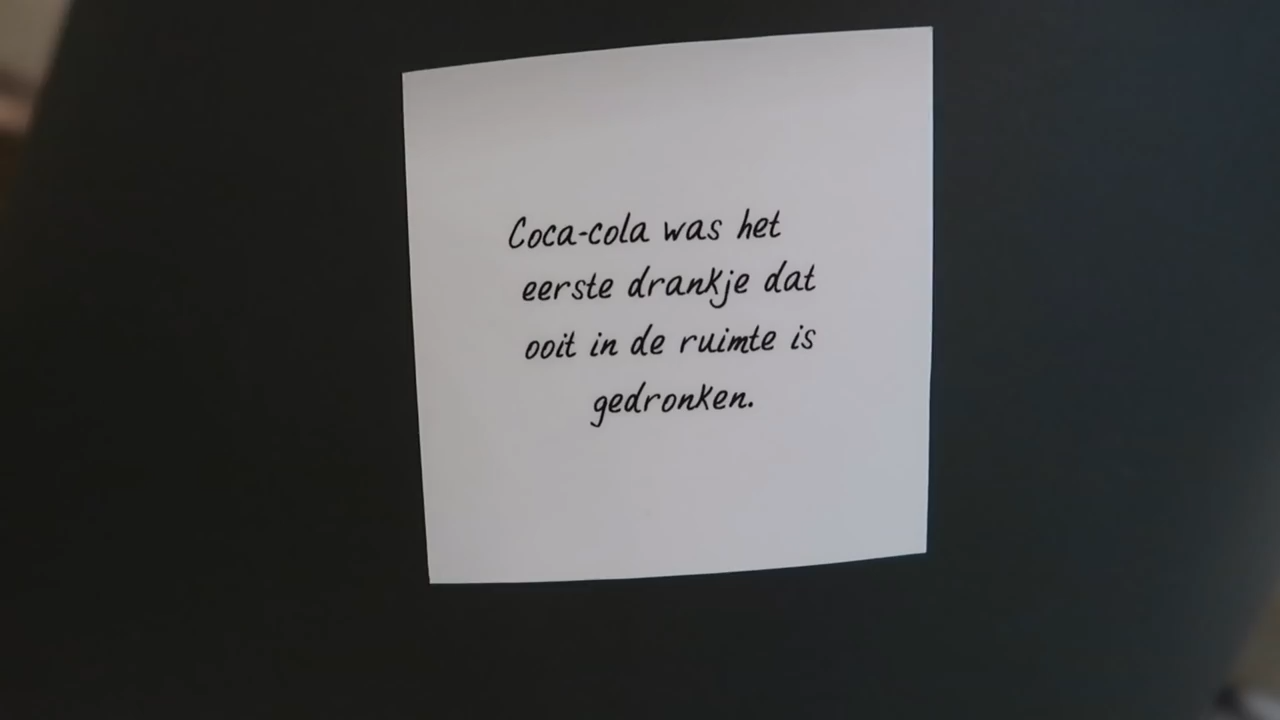 Coca-cola was het
eerste drankje dat
ooit in de ruimte is
gedronken.